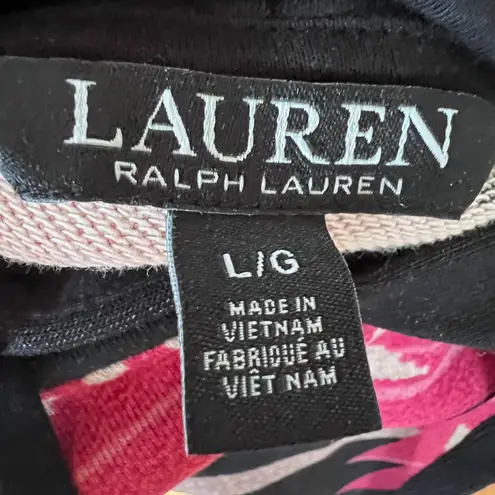 LAUREN
RALPH LAUREN
L/G
MADE IN
VIETNAM
FABRIQUÉ AU
VIÊT NAM